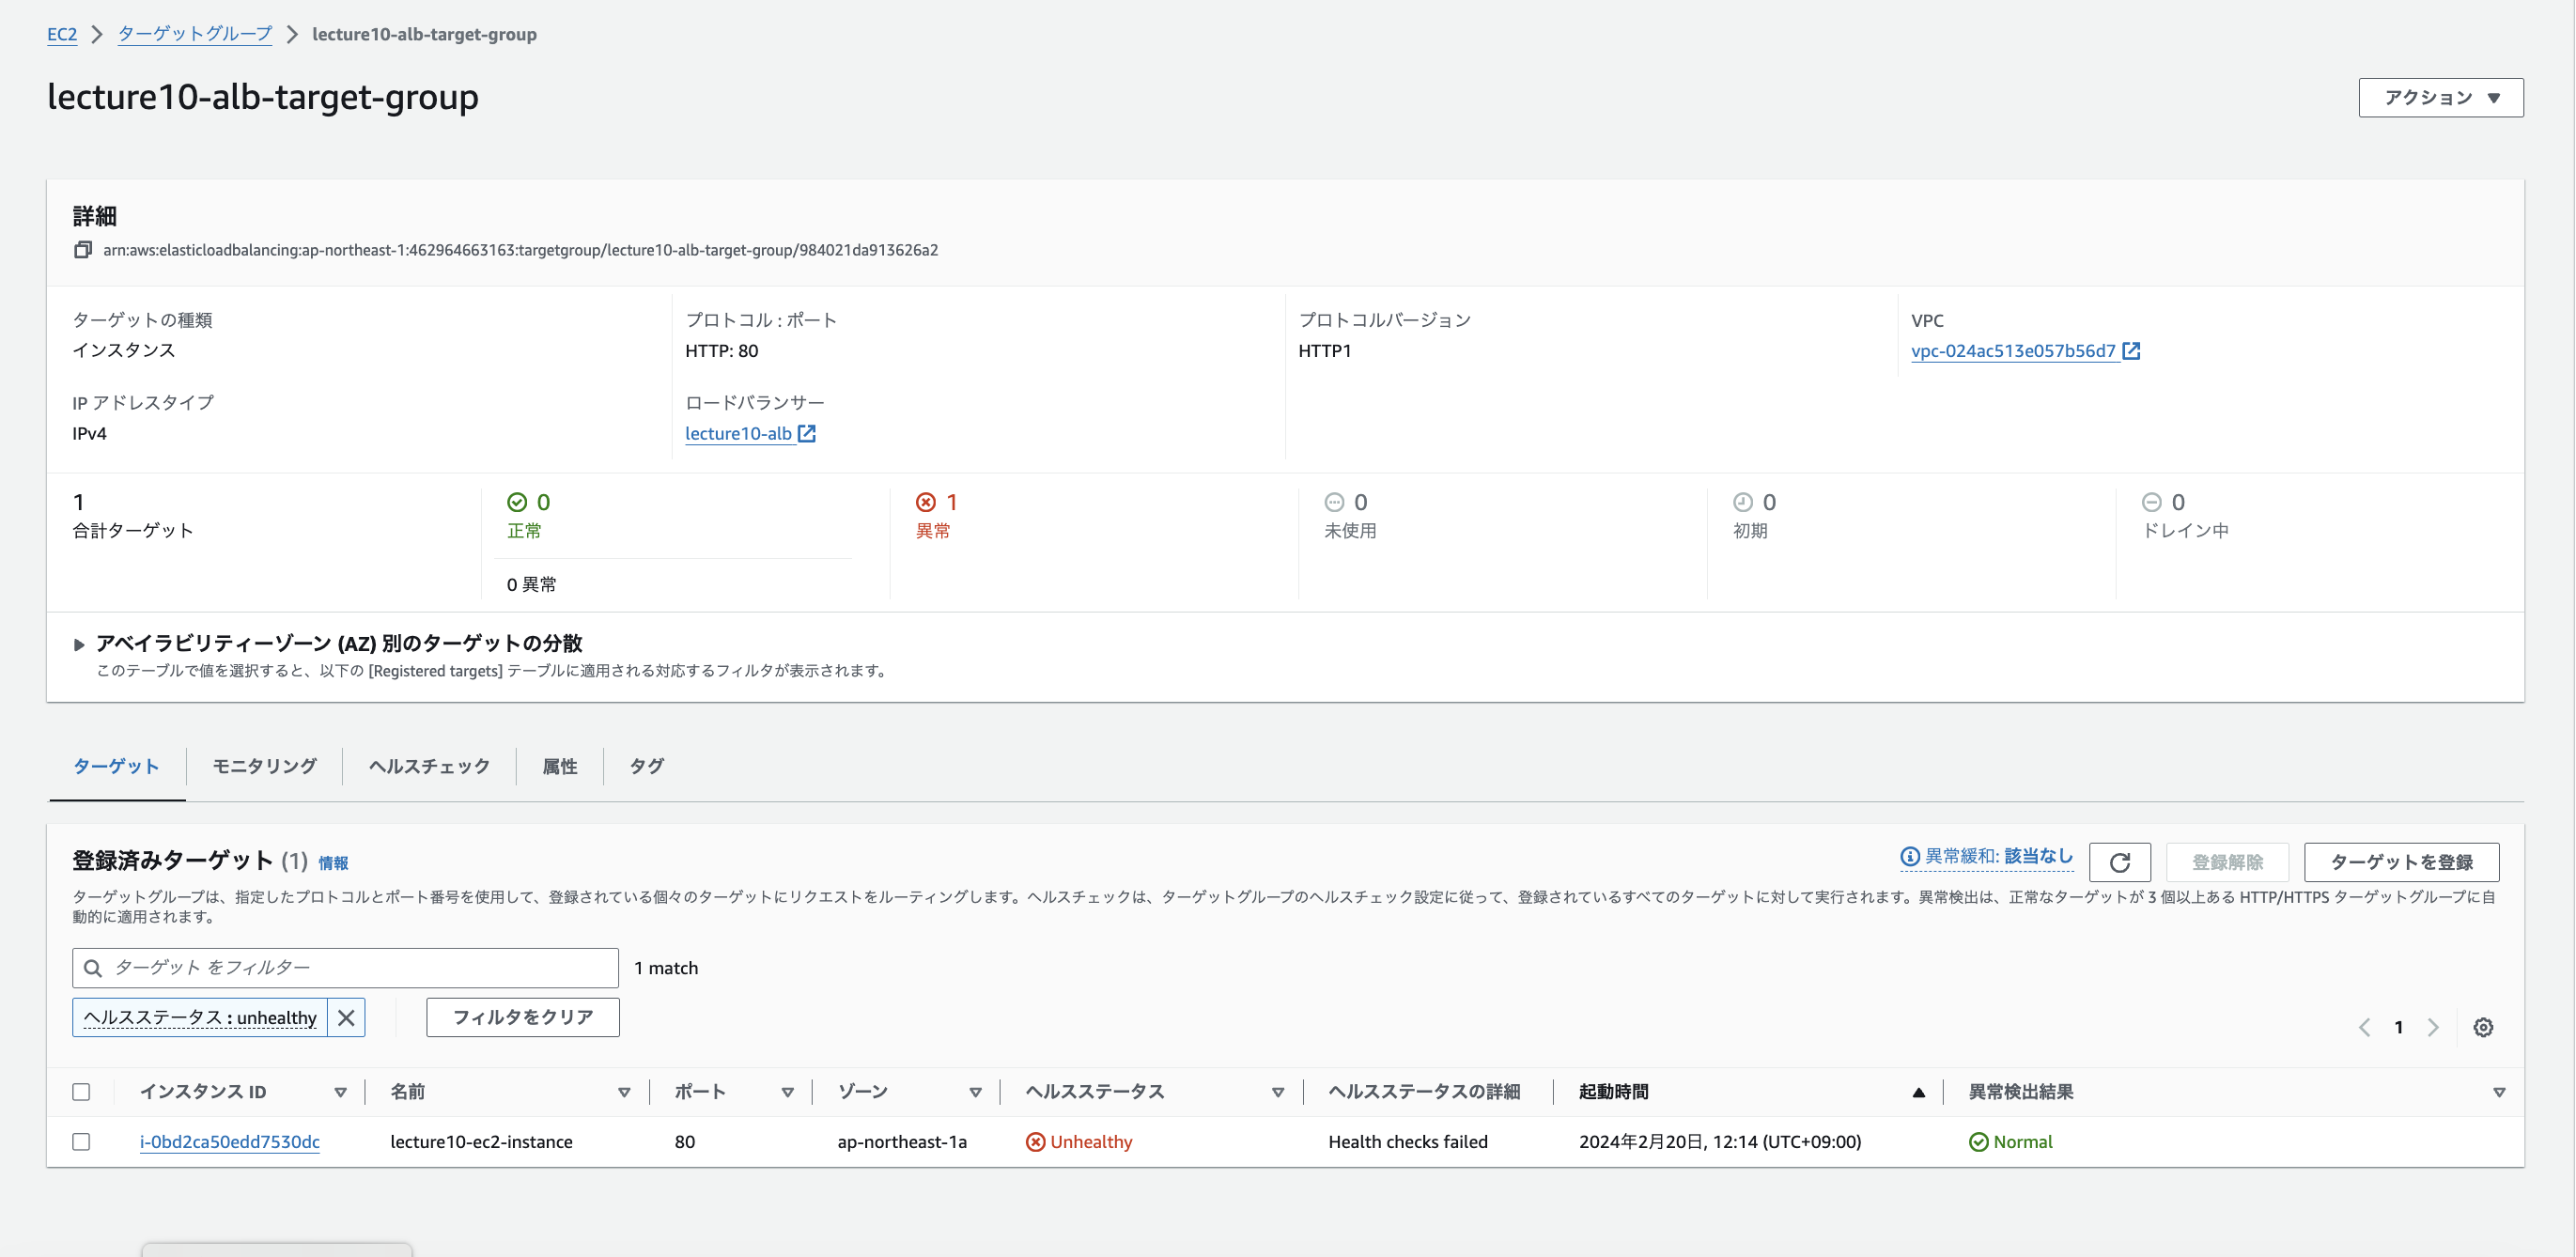 EC2 ターゲットグループ lecture10-alb-target-group
lecture10-alb-target-group
アクション
詳細
arn:aws:elasticloadbalancing:ap-northeast-1:462964663163:targetgroup/lecture10-alb-target-group/984021da913626a2
ターゲットの種類
インスタンス
プロトコル : ポート
HTTP: 80
プロトコルバージョン
HTTP1
VPC
vpc-024ac513e057b56d7
IP アドレスタイプ
IPv4
ロードバランサー
lecture10-alb
1
合計ターゲット
0
正常
0 異常
1
異常
0
未使用
0
初期
0
ドレイン中
アベイラビリティーゾーン (AZ) 別のターゲットの分散
このテーブルで値を選択すると、以下の [Registered targets] テーブルに適用される対応するフィルタが表示されます。
ターゲット モニタリング ヘルスチェック 属性 タグ
登録済みターゲット (1) 情報
異常緩和: 該当なし
登録解除
ターゲットを登録
ターゲットグループは、指定したプロトコルとポート番号を使用して、登録されている個々のターゲットにリクエストをルーティングします。ヘルスチェックは、ターゲットグループのヘルスチェック設定に従って、登録されているすべてのターゲットに対して実行されます。異常検出は、正常なターゲットが 3 個以上ある HTTP/HTTPS ターゲットグループに自
動的に適用されます。
ターゲット をフィルター
1 match
ヘルスステータス : unhealthy
フィルタをクリア
1
インスタンス ID 名前 ポート ゾーン ヘルスステータス ヘルスステータスの詳細 起動時間 異常検出結果
i-0bd2ca50edd7530dc lecture10-ec2-instance 80 ap-northeast-1a Unhealthy Health checks failed 2024年2月20日, 12:14 (UTC+09:00) Normal